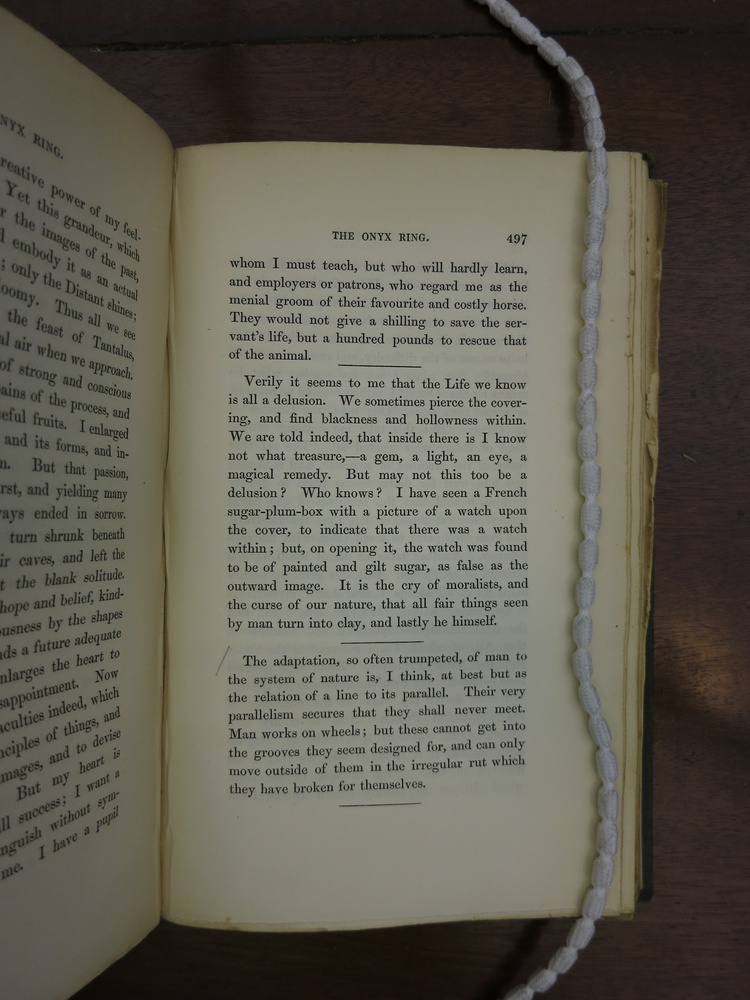 NYX RING.
reative power of my feel-
Yet this grandeur, which
r the images of the past,
embody it as an actual
; only the Distant shines;
oomy. Thus all we see
the feast of Tantalus,
al air when we approach.
of strong and conscious
ains of the process, and
eful fruits. I enlarged
and its forms, and in-
n. But that passion,
rst, and yielding many
ays ended in sorrow.
turn shrunk beneath
ir caves, and left the
t the blank solitude.
hope and belief, kind-
ousness by the shapes
nds a future adequate
nlarges the heart to
sappointment. Now
aculties indeed, which
nciples of things, and
mages, and to devise
But my heart is
ll success; I want a
nguish without sym-
me. I have a pupil
THE ONYX RING. 497
whom I must teach, but who will hardly learn,
and employers or patrons, who regard me as the
menial groom of their favourite and costly horse.
They would not give a shilling to save the ser-
vant's life, but a hundred pounds to rescue that
of the animal.
Verily it seems to me that the Life we know
is all a delusion. We sometimes pierce the cover-
ing, and find blackness and hollowness within.
We are told indeed, that inside there is I know
not what treasure,—a gem, a light, an eye, a
magical remedy. But may not this too be a
delusion? Who knows? I have seen a French
sugar-plum-box with a picture of a watch upon
the cover, to indicate that there was a watch
within; but, on opening it, the watch was found
to be of painted and gilt sugar, as false as the
outward image. It is the cry of moralists, and
the curse of our nature, that all fair things seen
by man turn into clay, and lastly he himself.
The adaptation, so often trumpeted, of man to
the system of nature is, I think, at best but as
the relation of a line to its parallel. Their very
parallelism secures that they shall never meet.
Man works on wheels; but these cannot get into
the grooves they seem designed for, and can only
move outside of them in the irregular rut which
they have broken for themselves.